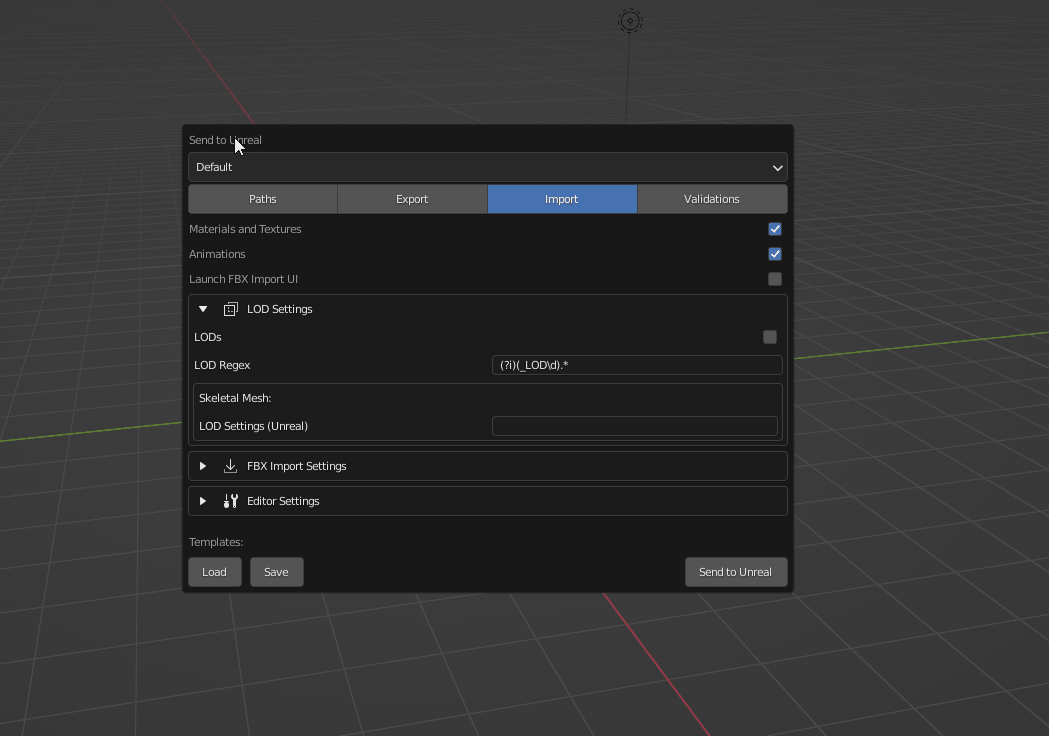 Send to Unreal
Default
Paths Export Import Validations
Materials and Textures
Animations
Launch FBX Import UI
LOD Settings
LODs
LOD Regex (?i)(_LOD\d).*
Skeletal Mesh:
LOD Settings (Unreal)
FBX Import Settings
Editor Settings
Templates:
Load Save Send to Unreal